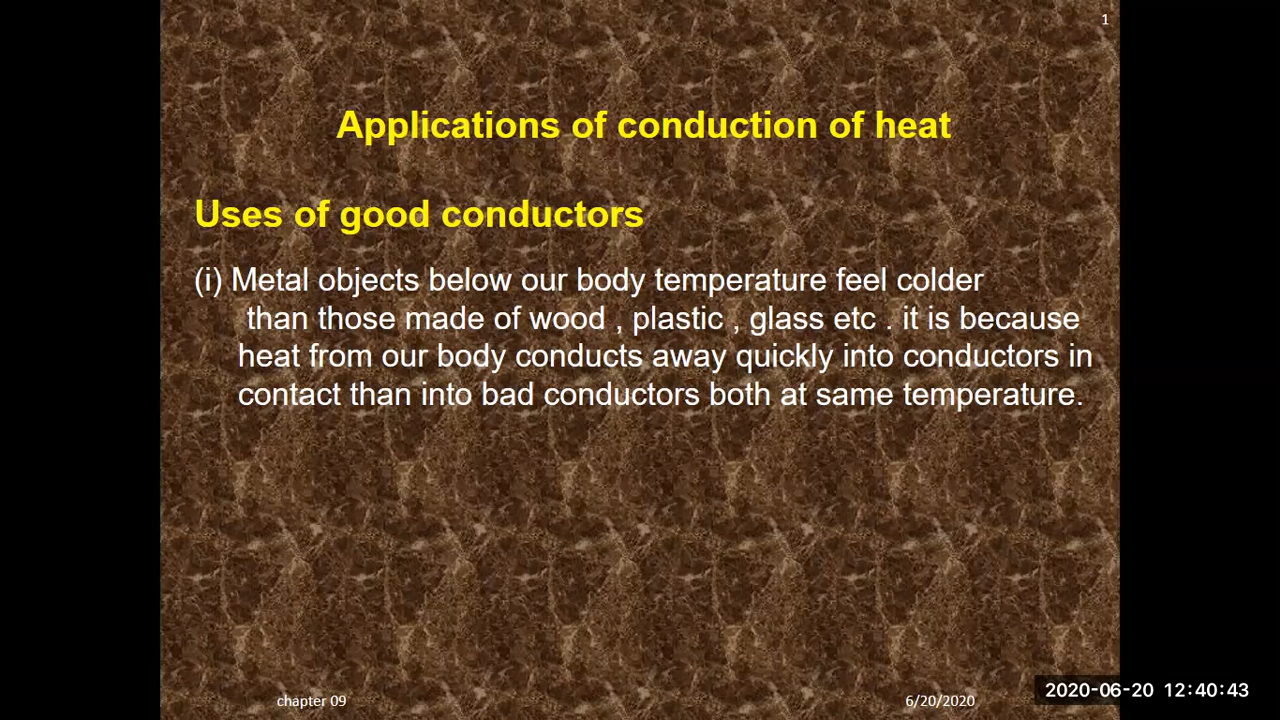 1
Applications of conduction of heat
Uses of good conductors
(i) Metal objects below our body temperature feel colder
than those made of wood , plastic , glass etc . it is because
heat from our body conducts away quickly into conductors in
contact than into bad conductors both at same temperature.
chapter 09
6/20/2020
2020-06-20 12:40:43